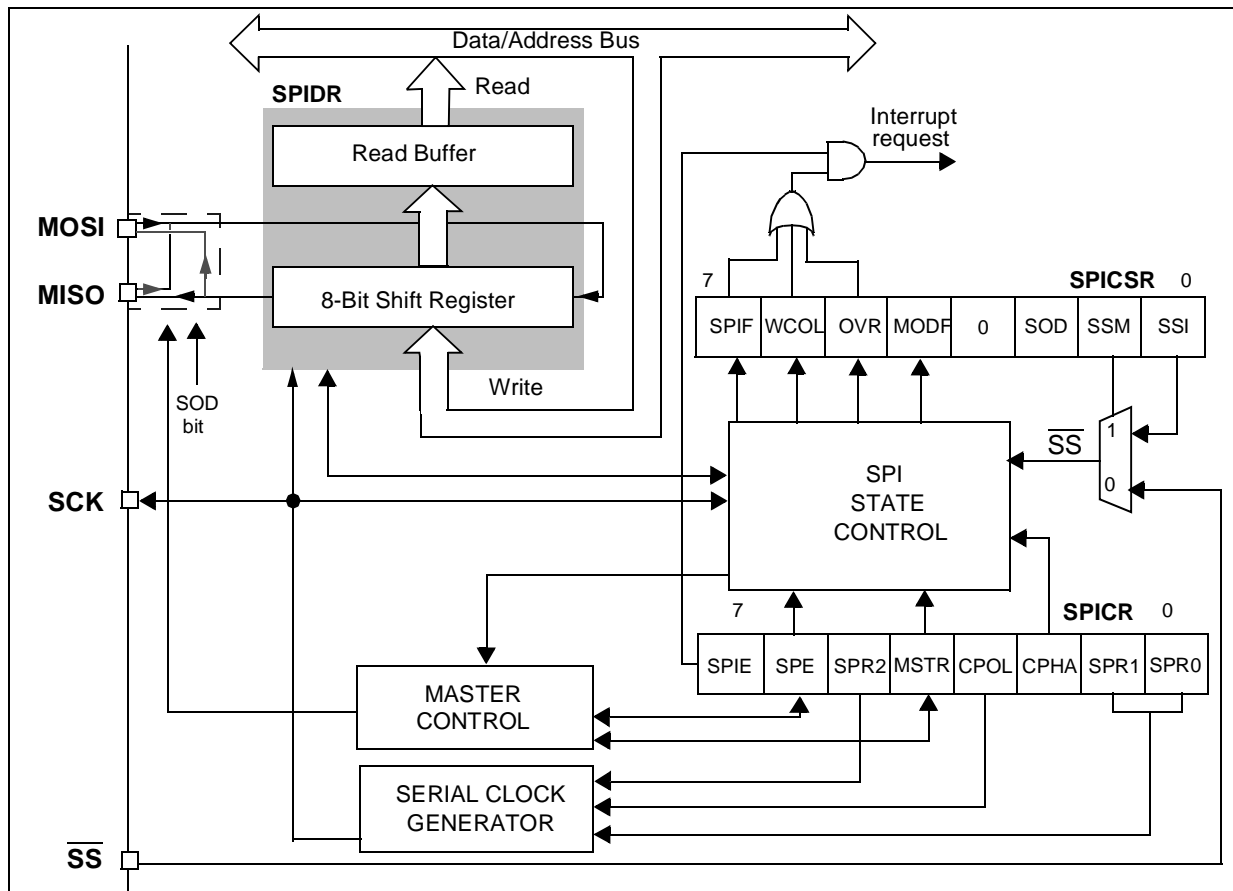 Data/Address Bus
Read
SPIDR
Interrupt
request
Read Buffer
MOSI
MISO
8-Bit Shift Register
7
SPICSR
0
SPIF WCOL OVR MODF 0 SOD SSM SSI
Write
SOD
bit
1
SS
0
SCK
SPI
STATE
CONTROL
7
SPICR
0
SPIE SPE SPR2 MSTR CPOL CPHA SPR1 SPR0
MASTER
CONTROL
SERIAL CLOCK
GENERATOR
SS